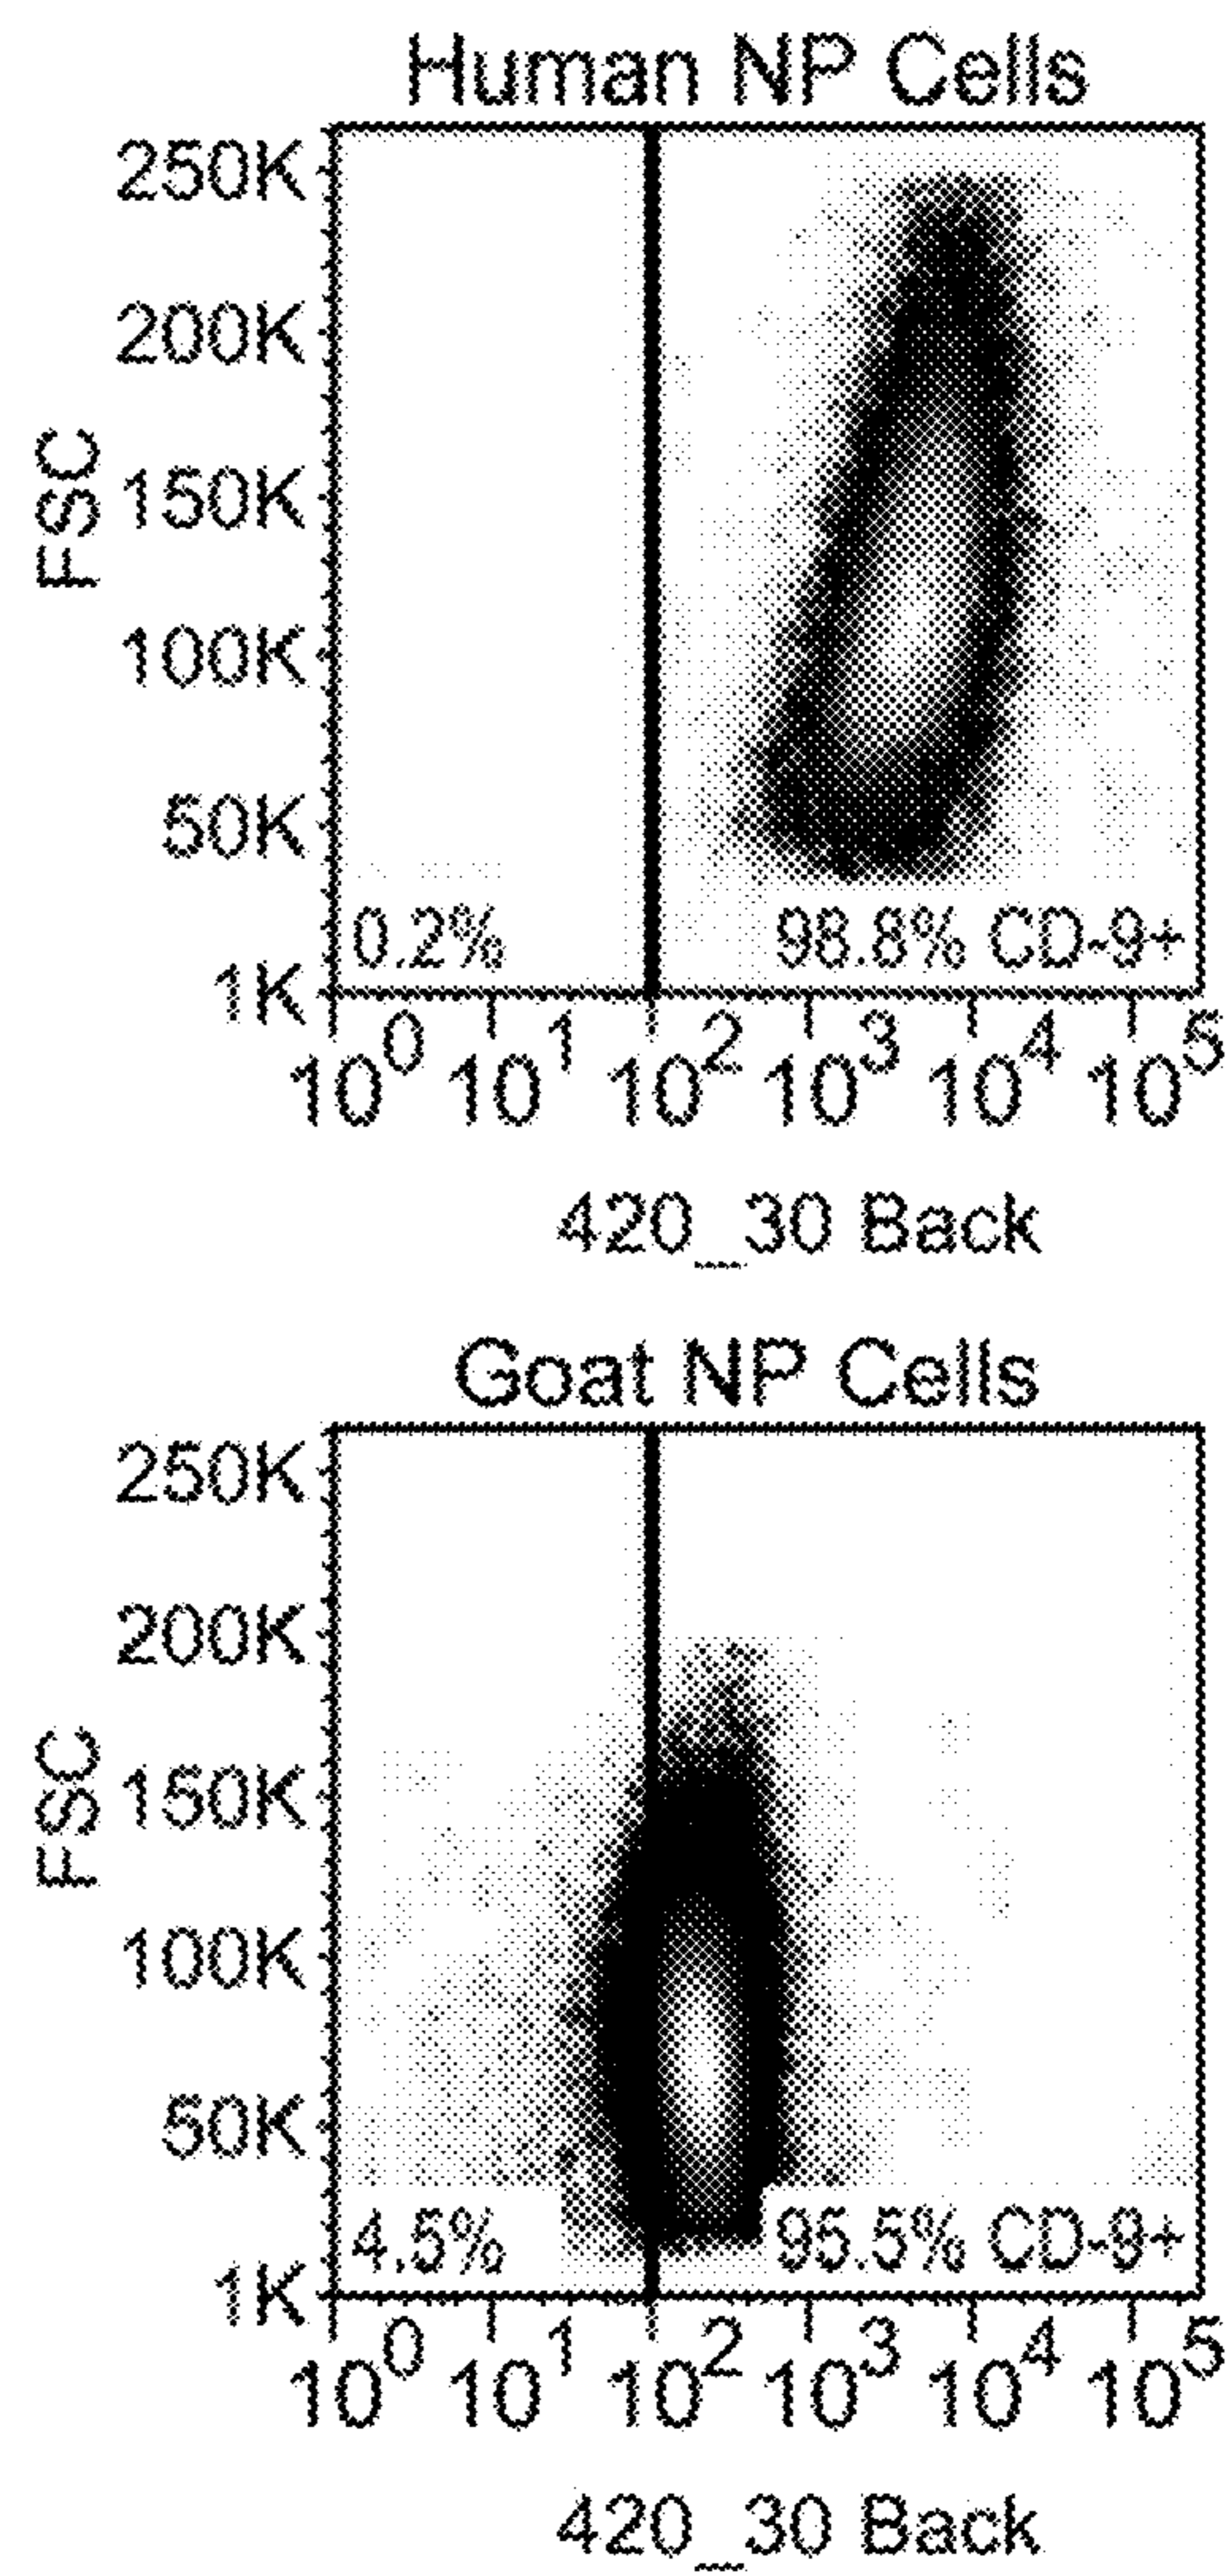 Human NP Cells
250K
200K
150K
100K
50K
1K
FSC
0.2%
98.8% CD-9+
10^0 10^1 10^2 10^3 10^4 10^5
420_30 Back
Goat NP Cells
250K
200K
150K
100K
50K
1K
FSC
4.5%
95.5% CD-9+
10^0 10^1 10^2 10^3 10^4 10^5
420_30 Back